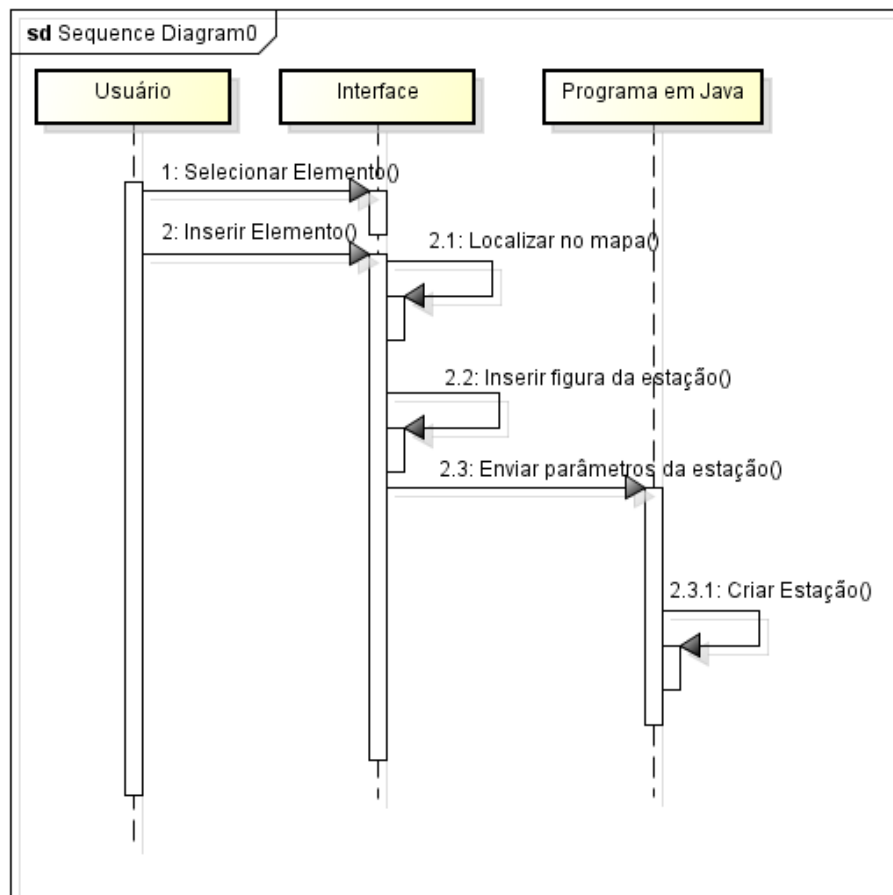 sd Sequence Diagram0
Usuário
Interface
Programa em Java
1: Selecionar Elemento()
2: Inserir Elemento()
2.1: Localizar no mapa()
2.2: Inserir figura da estação()
2.3: Enviar parâmetros da estação()
2.3.1: Criar Estação()